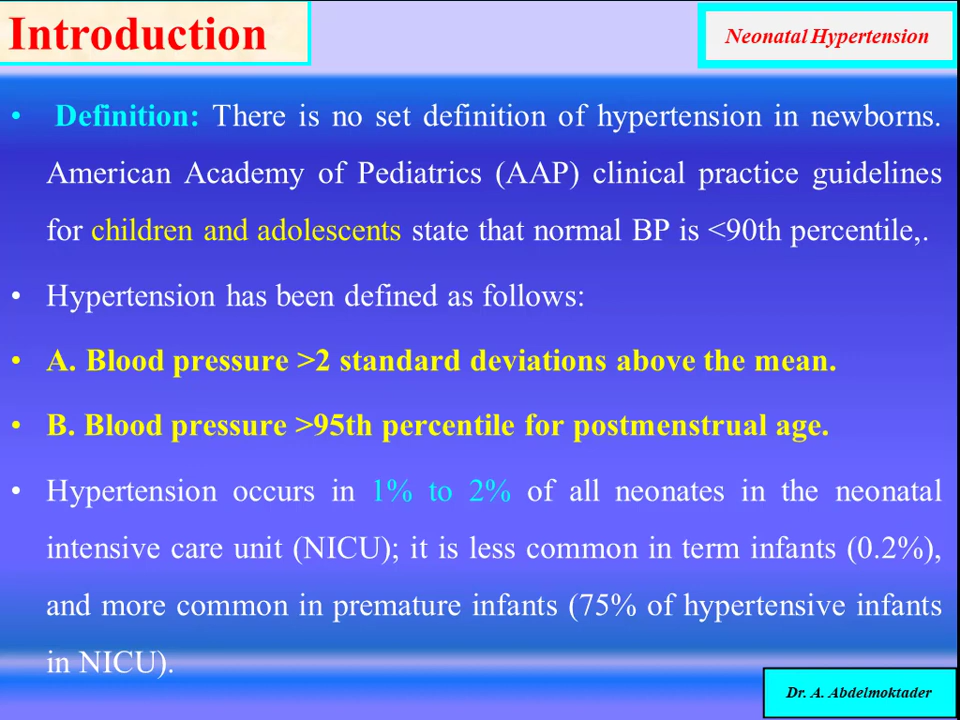 Introduction
Neonatal Hypertension
• Definition: There is no set definition of hypertension in newborns.
American Academy of Pediatrics (AAP) clinical practice guidelines
for children and adolescents state that normal BP is <90th percentile,.
• Hypertension has been defined as follows:
• A. Blood pressure >2 standard deviations above the mean.
• B. Blood pressure >95th percentile for postmenstrual age.
• Hypertension occurs in 1% to 2% of all neonates in the neonatal
intensive care unit (NICU); it is less common in term infants (0.2%),
and more common in premature infants (75% of hypertensive infants
in NICU).
Dr. A. Abdelmoktader